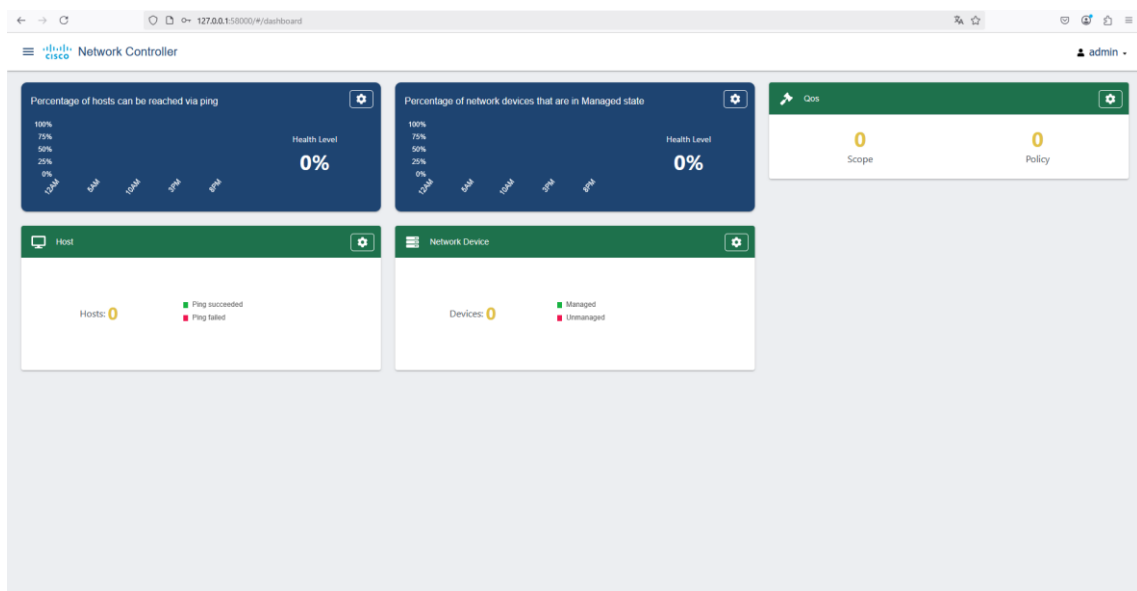 127.0.0.1:58000/#/dashboard
cisco Network Controller
admin
Percentage of hosts can be reached via ping
100%
75%
50%
25%
0%
12AM 5AM 10AM 3PM 8PM
Health Level
0%
Percentage of network devices that are in Managed state
100%
75%
50%
25%
0%
12AM 5AM 10AM 3PM 8PM
Health Level
0%
Qos
0 0
Scope Policy
Host
Hosts: 0
Ping succeeded
Ping failed
Network Device
Devices: 0
Managed
Unmanaged